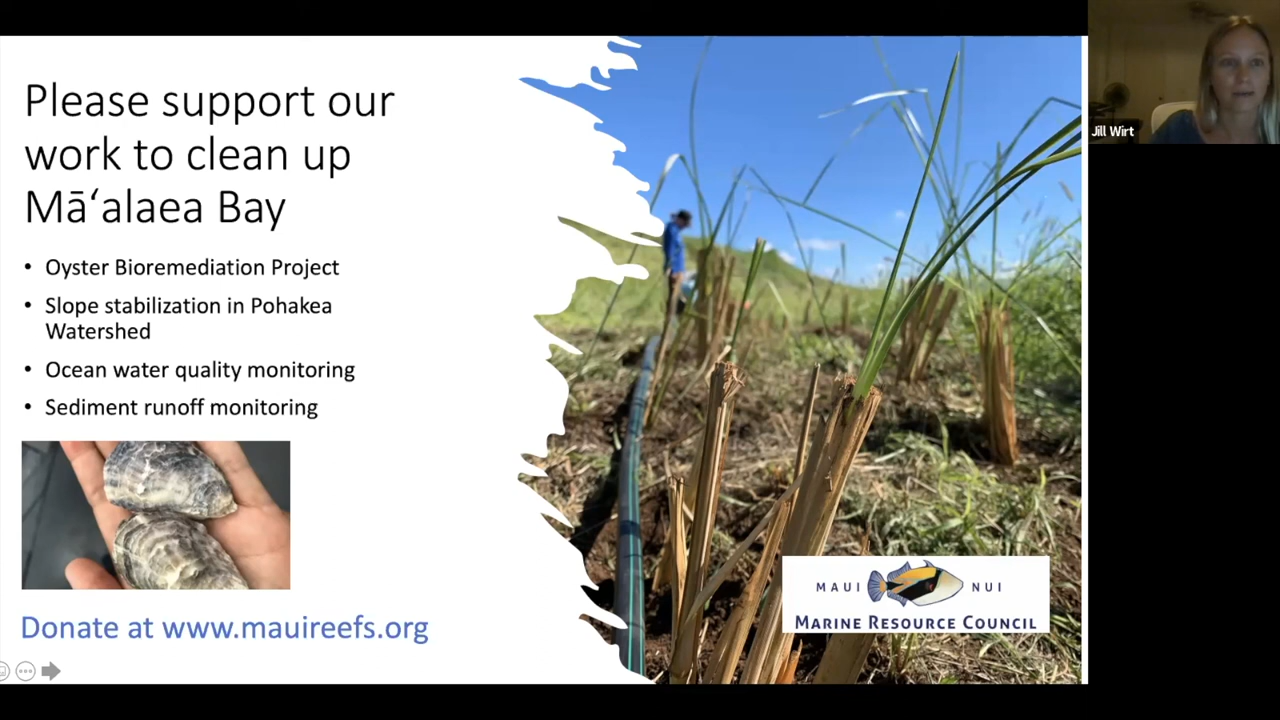 Please support our
work to clean up
Māʻalaea Bay
• Oyster Bioremediation Project
• Slope stabilization in Pohakea
Watershed
• Ocean water quality monitoring
• Sediment runoff monitoring
Donate at www.mauireefs.org
MAUI NUI
MARINE RESOURCE COUNCIL
Jill Wirt